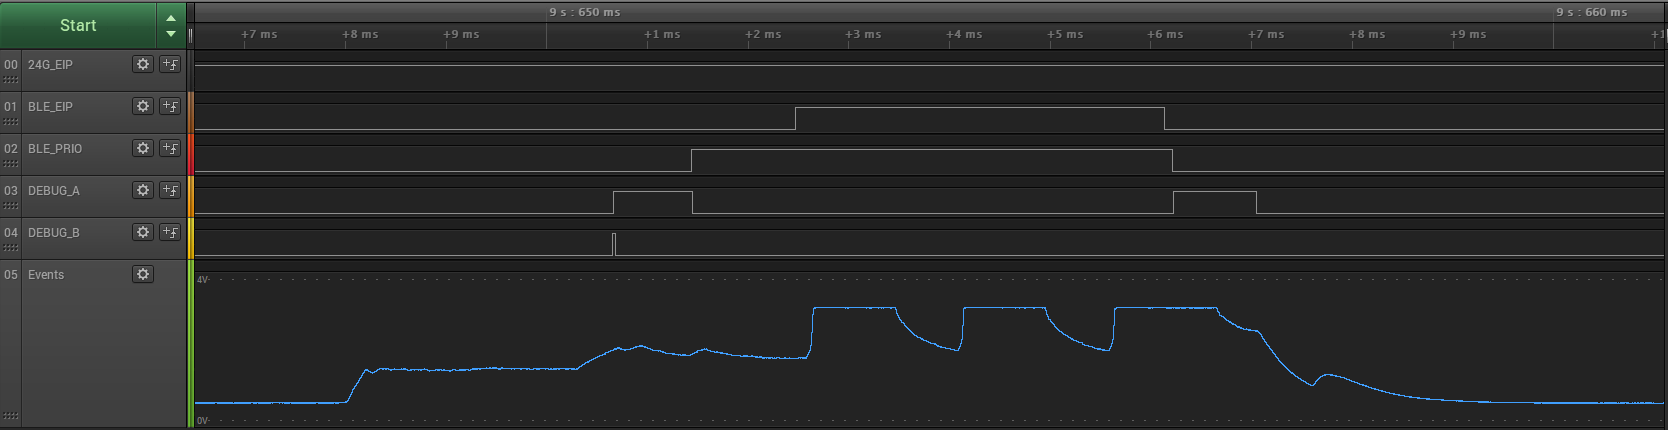 Start
9 s : 650 ms
9 s : 660 ms
+7 ms
+8 ms
+9 ms
+1 ms
+2 ms
+3 ms
+4 ms
+5 ms
+6 ms
+7 ms
+8 ms
+9 ms
+1
00 24G_EIP
01 BLE_EIP
02 BLE_PRIO
03 DEBUG_A
04 DEBUG_B
05 Events
4V
0V